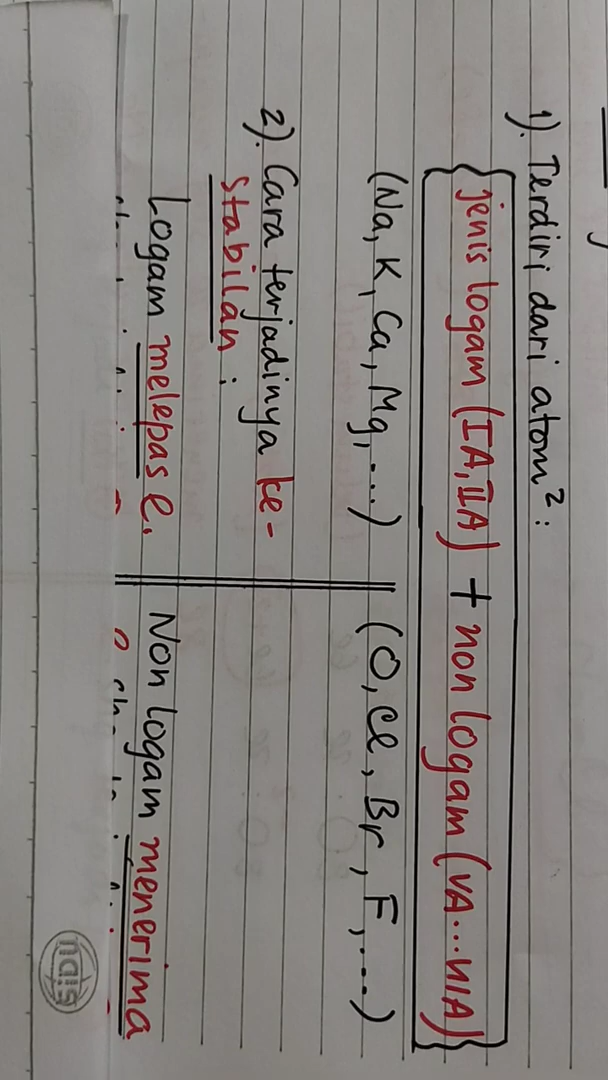 1). Terdiri dari atom²:
{jenis logam (IA, IIA) + non logam (VA...VIIA)}
(Na, K, Ca, Mg, ...) (O, Cl, Br, F, ....)
2). Cara terjadinya ke-
stabilan :
Logam melepas e. Non logam menerima
nais